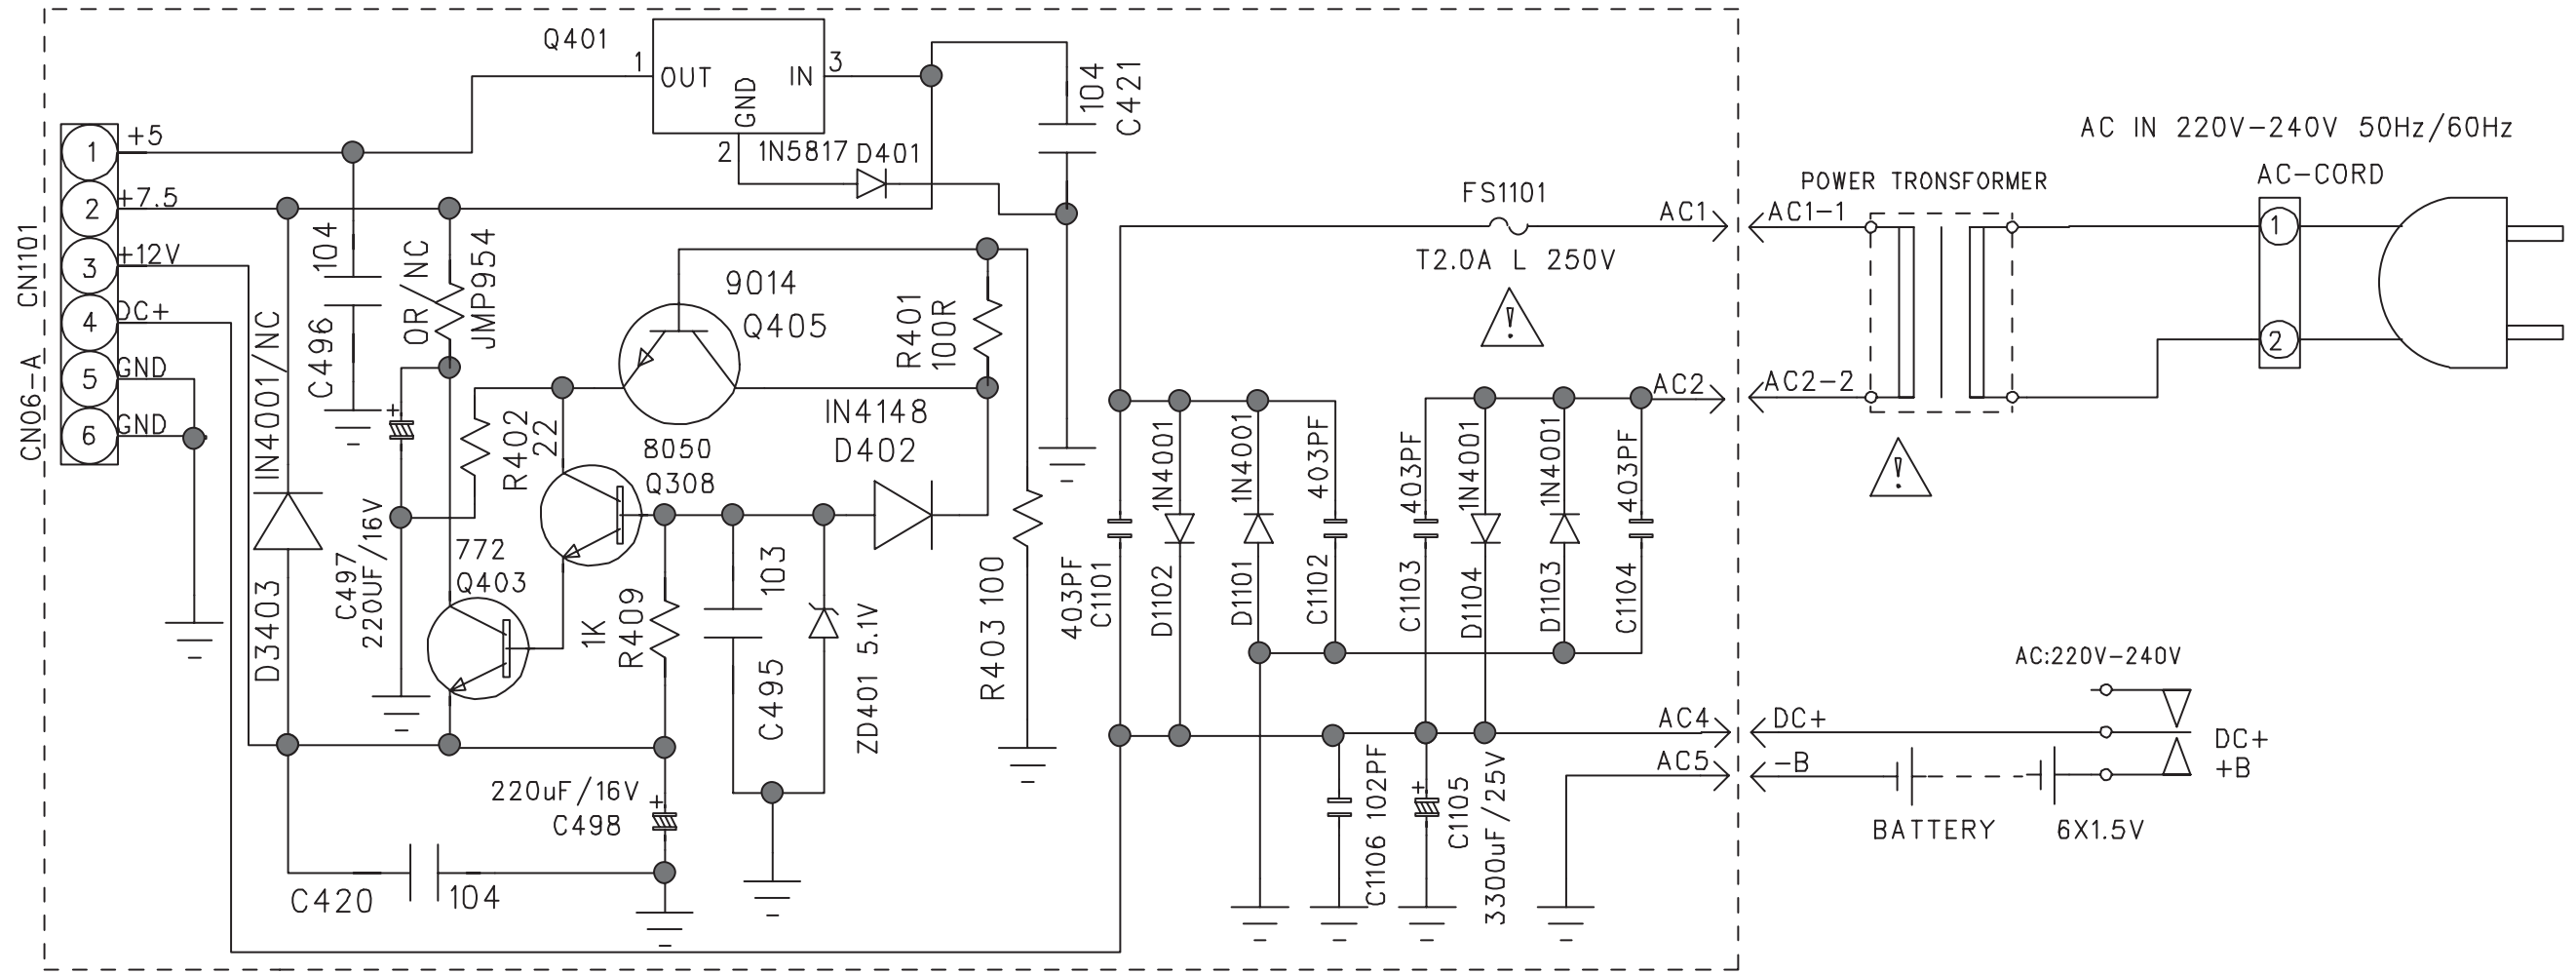 Q401
1
OUT
IN
3
GND
2
1N5817
D401
104
C421
CN1101
CN06-A
1
+5
2
+7.5
3
+12V
4
DC+
5
GND
6
GND
104
C496
IN4001/NC
D3403
0R/NC
JMP954
C497
220UF/16V
9014
Q405
R401
100R
R402
22
8050
Q308
IN4148
D402
772
Q403
1K
R409
103
C495
ZD401 5.1V
R403 100
220uF/16V
+
+
C498
C420
104
FS1101
T2.0A L 250V
!
AC1
AC1-1
AC2
AC2-2
403PF
C1101
1N4001
D1102
1N4001
D1101
403PF
C1102
403PF
C1103
1N4001
D1104
1N4001
D1103
403PF
C1104
C1106 102PF
+
C1105
3300uF/25V
AC4
DC+
AC5
-B
POWER TRONSFORMER
!
AC IN 220V-240V 50Hz/60Hz
AC-CORD
1
2
AC:220V-240V
DC+
+B
BATTERY
6X1.5V